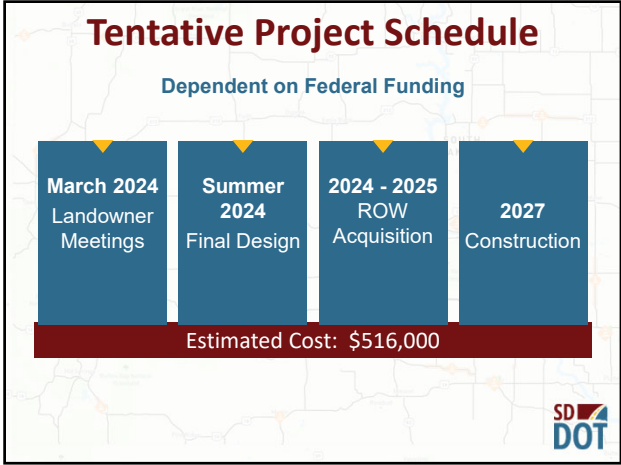 Tentative Project Schedule
Dependent on Federal Funding
March 2024
Landowner
Meetings
Summer
2024
Final Design
2024 - 2025
ROW
Acquisition
2027
Construction
Estimated Cost: $516,000
SD
DOT